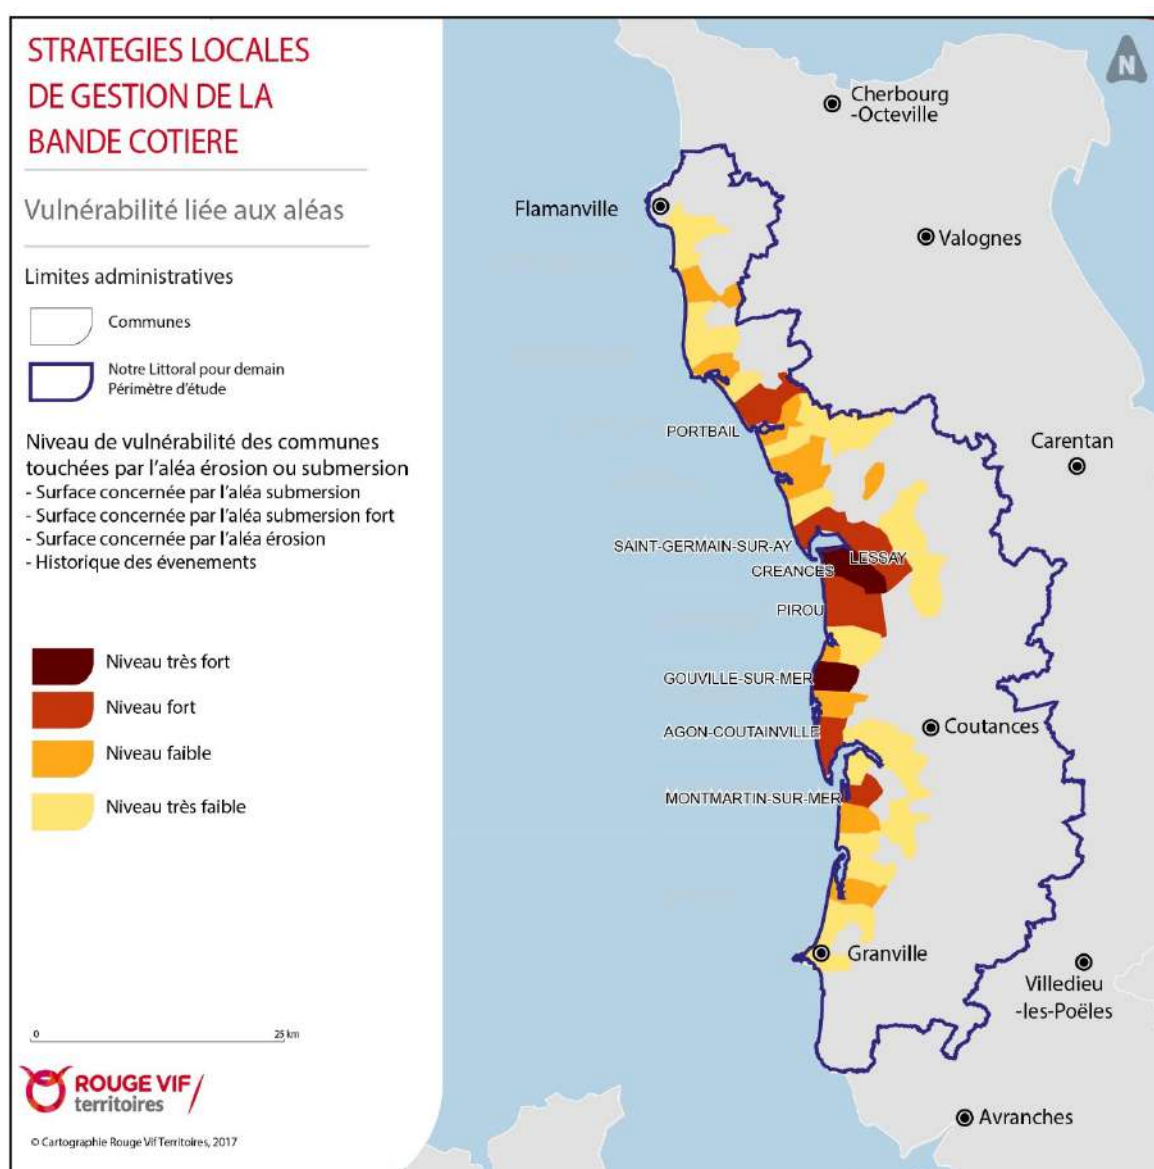 STRATEGIES LOCALES
DE GESTION DE LA
BANDE COTIERE
Vulnérabilité liée aux aléas
Limites administratives
Communes
Notre Littoral pour demain
Périmètre d'étude
Niveau de vulnérabilité des communes
touchées par l'aléa érosion ou submersion
- Surface concernée par l'aléa submersion
- Surface concernée par l'aléa submersion fort
- Surface concernée par l'aléa érosion
- Historique des évenements
Niveau très fort
Niveau fort
Niveau faible
Niveau très faible
0
25 km
ROUGE VIF
territoires
© Cartographie Rouge Vif Territoires, 2017
N
Cherbourg
-Octeville
Flamanville
Valognes
PORTBAIL
Carentan
SAINT-GERMAIN-SUR-AY
LESSAY
CREANCES
PIROU
GOUVILLE-SUR-MER
AGON-COUTAINVILLE
Coutances
MONTMARTIN-SUR-MER
Granville
Villedieu
-les-Poëles
Avranches